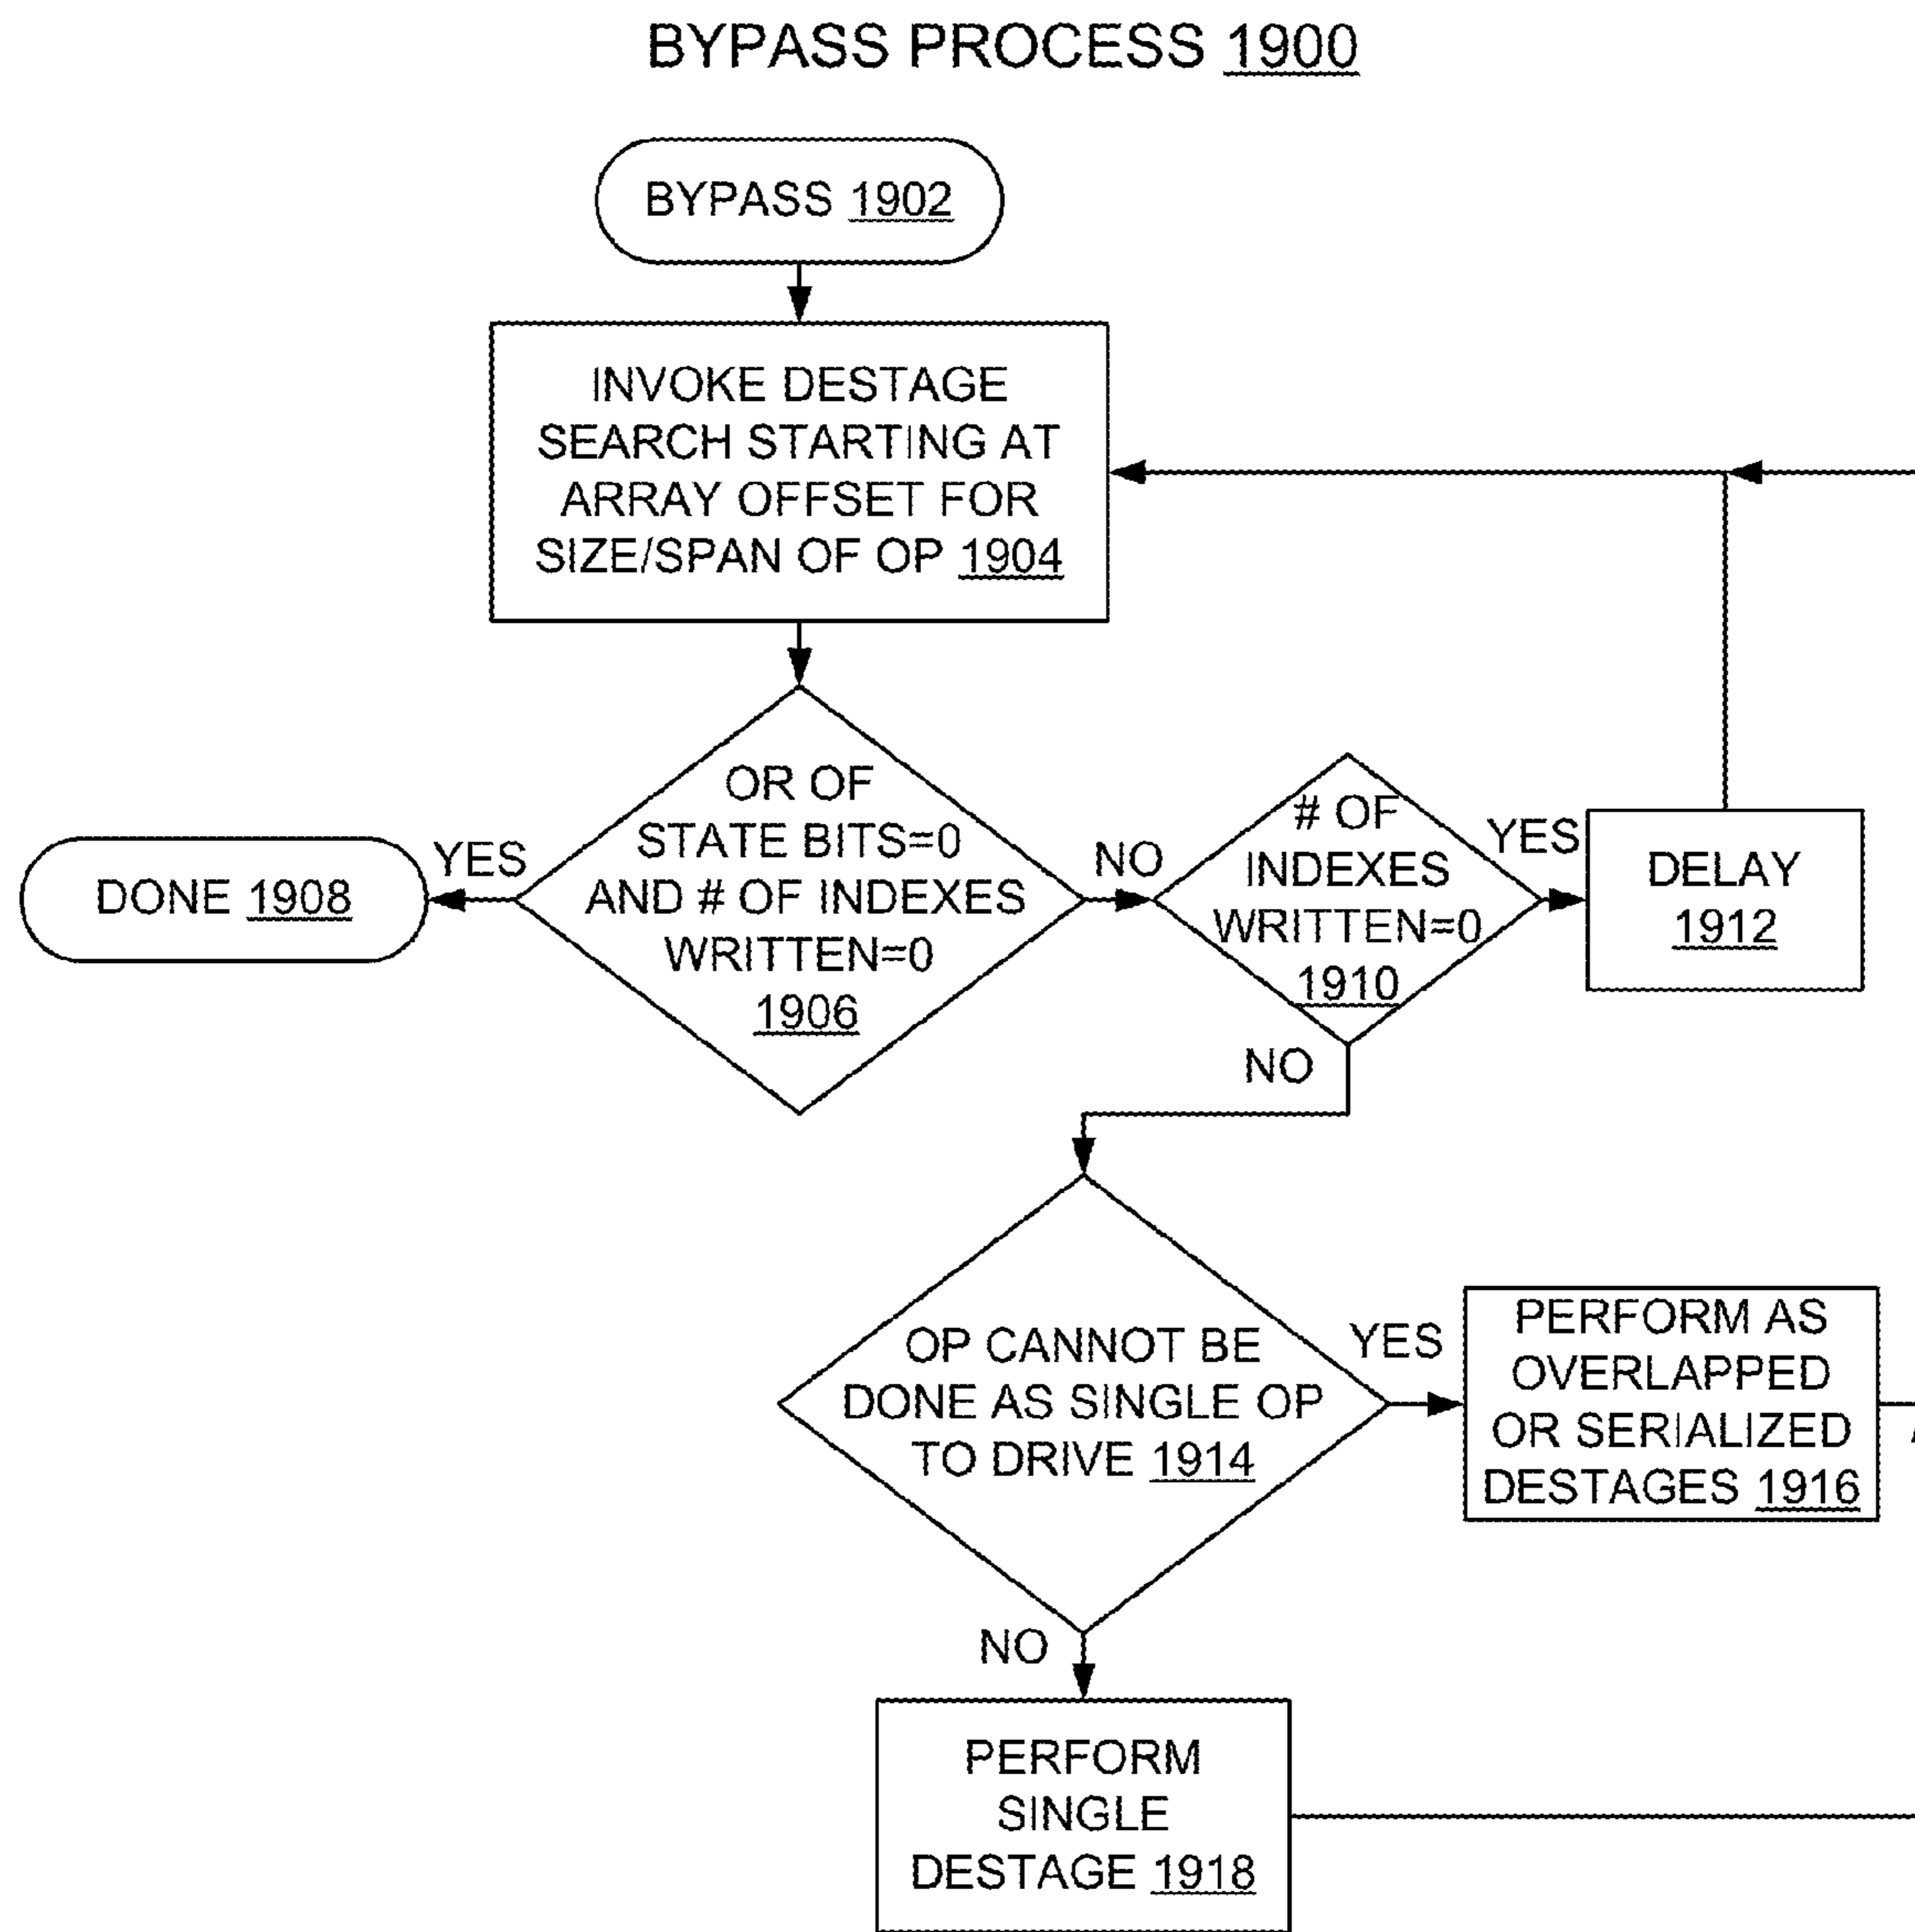 BYPASS PROCESS 1900
BYPASS 1902
INVOKE DESTAGE
SEARCH STARTING AT
ARRAY OFFSET FOR
SIZE/SPAN OF OP 1904
OR OF
STATE BITS=0
AND # OF INDEXES
WRITTEN=0
1906
YES
DONE 1908
NO
# OF
INDEXES
WRITTEN=0
1910
YES
DELAY
1912
NO
OP CANNOT BE
DONE AS SINGLE OP
TO DRIVE 1914
YES
PERFORM AS
OVERLAPPED
OR SERIALIZED
DESTAGES 1916
NO
PERFORM
SINGLE
DESTAGE 1918